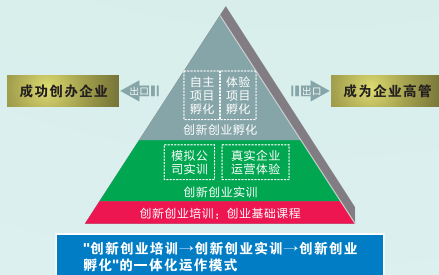 自主
项目
孵化
体验
项目
孵化
成功创办企业
出口
出口
成为企业高管
创新创业孵化
模拟公
司实训
真实企业
运营体验
创新创业实训
创新创业培训：创业基础课程
"创新创业培训→创新创业实训→创新创业
孵化"的一体化运作模式